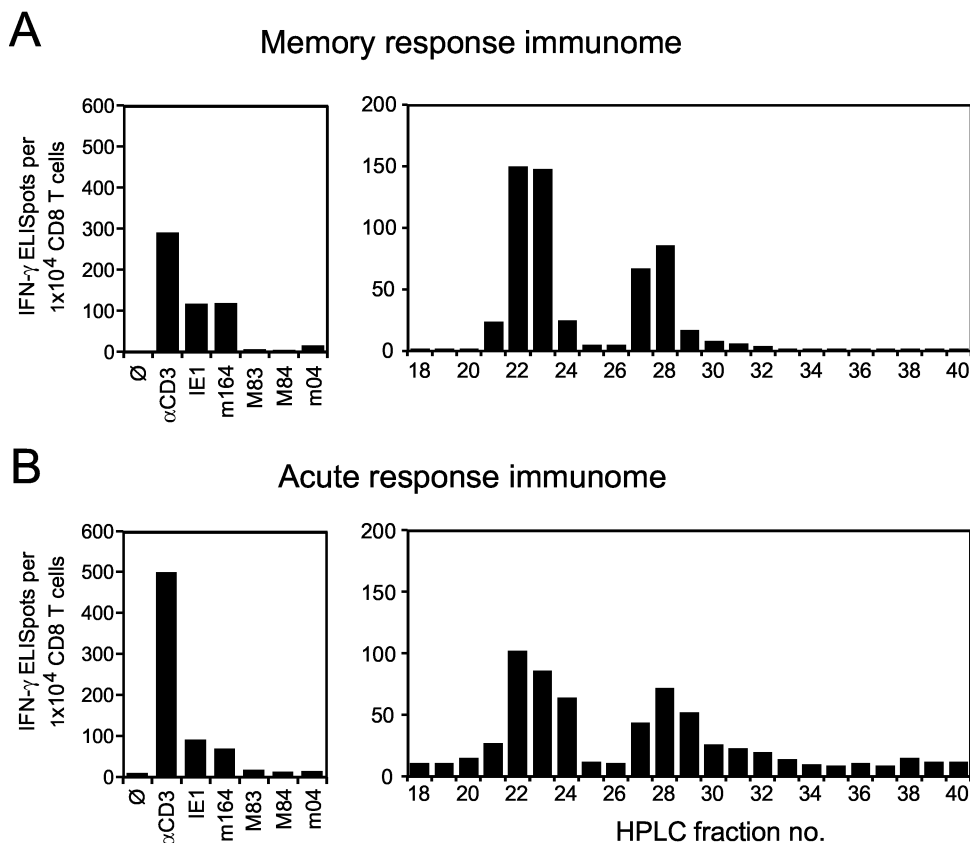 A
Memory response immunome
IFN-γ ELISpots per
1x10⁴ CD8 T cells
600
500
400
300
200
100
0
Ø
αCD3
IE1
m164
M83
M84
m04
200
150
100
50
0
18 20 22 24 26 28 30 32 34 36 38 40
B
Acute response immunome
IFN-γ ELISpots per
1x10⁴ CD8 T cells
600
500
400
300
200
100
0
Ø
αCD3
IE1
m164
M83
M84
m04
200
150
100
50
0
18 20 22 24 26 28 30 32 34 36 38 40
HPLC fraction no.